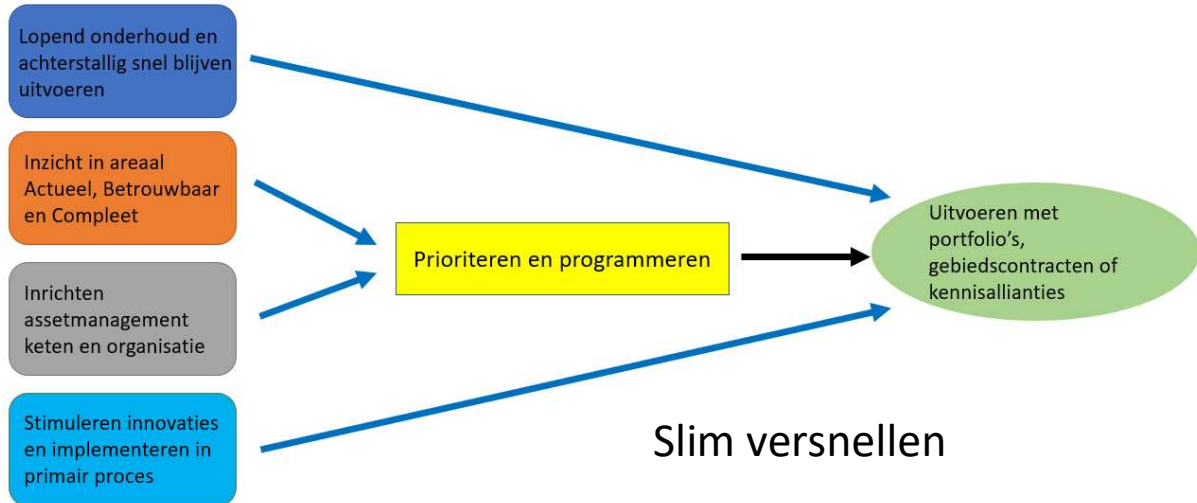 Lopend onderhoud en
achterstallig snel blijven
uitvoeren
Inzicht in areaal
Actueel, Betrouwbaar
en Compleet
Inrichten
assetmanagement
keten en organisatie
Stimuleren innovaties
en implementeren in
primair proces
Prioriteren en programmeren
Uitvoeren met
portfolio's,
gebiedscontracten of
kennisallianties
Slim versnellen